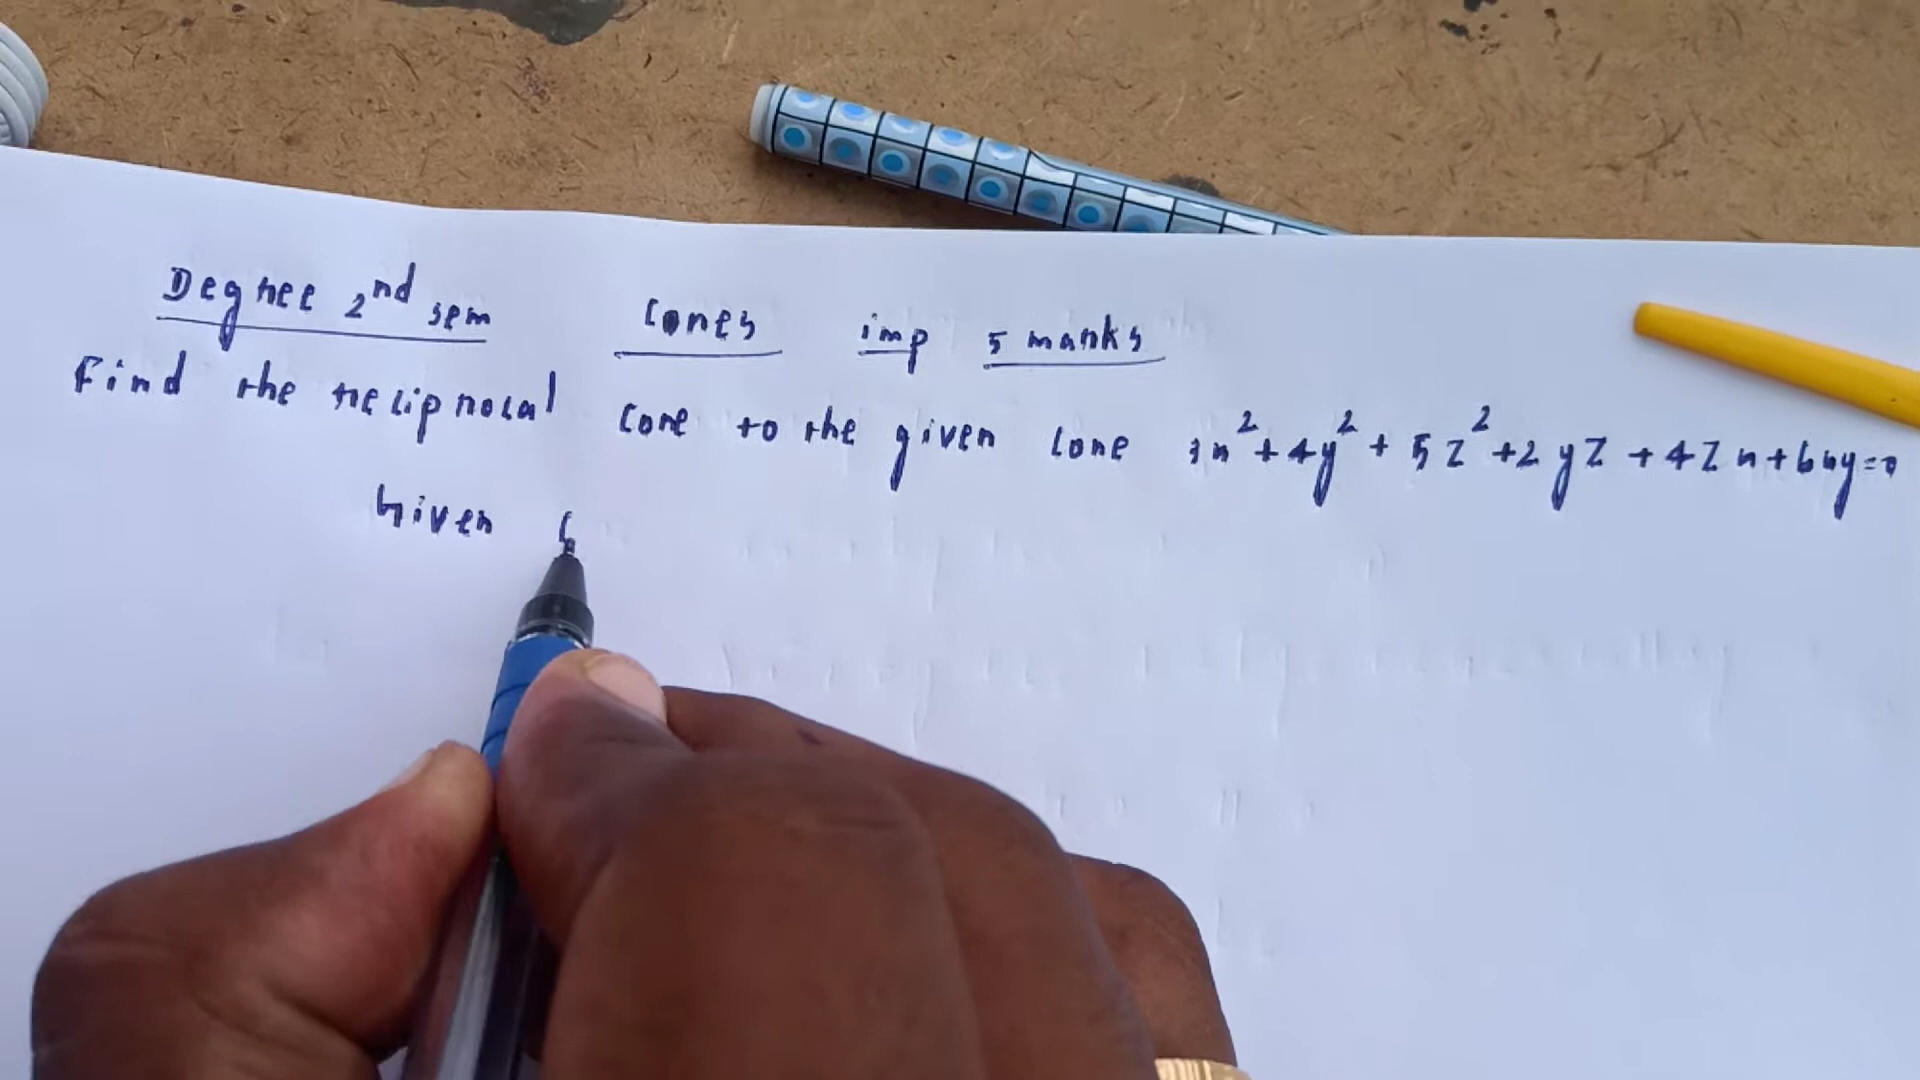 Degree 2nd sem Cones imp 5 marks
Find the reciprocal cone to the given cone 3x²+4y²+5z²+2yz+4zx+6xy=0
Given